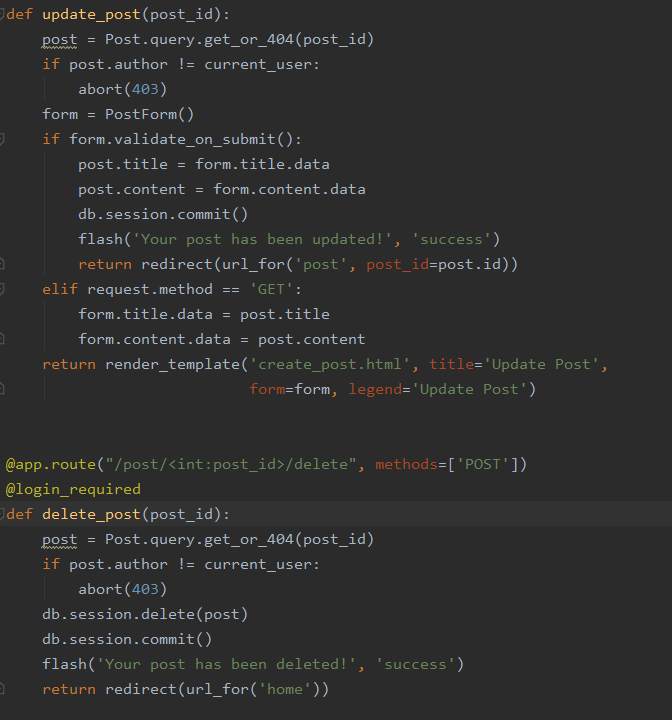 def update_post(post_id):
    post = Post.query.get_or_404(post_id)
    if post.author != current_user:
        abort(403)
    form = PostForm()
    if form.validate_on_submit():
        post.title = form.title.data
        post.content = form.content.data
        db.session.commit()
        flash('Your post has been updated!', 'success')
        return redirect(url_for('post', post_id=post.id))
    elif request.method == 'GET':
        form.title.data = post.title
        form.content.data = post.content
    return render_template('create_post.html', title='Update Post',
                           form=form, legend='Update Post')
@app.route("/post/<int:post_id>/delete", methods=['POST'])
@login_required
def delete_post(post_id):
    post = Post.query.get_or_404(post_id)
    if post.author != current_user:
        abort(403)
    db.session.delete(post)
    db.session.commit()
    flash('Your post has been deleted!', 'success')
    return redirect(url_for('home'))